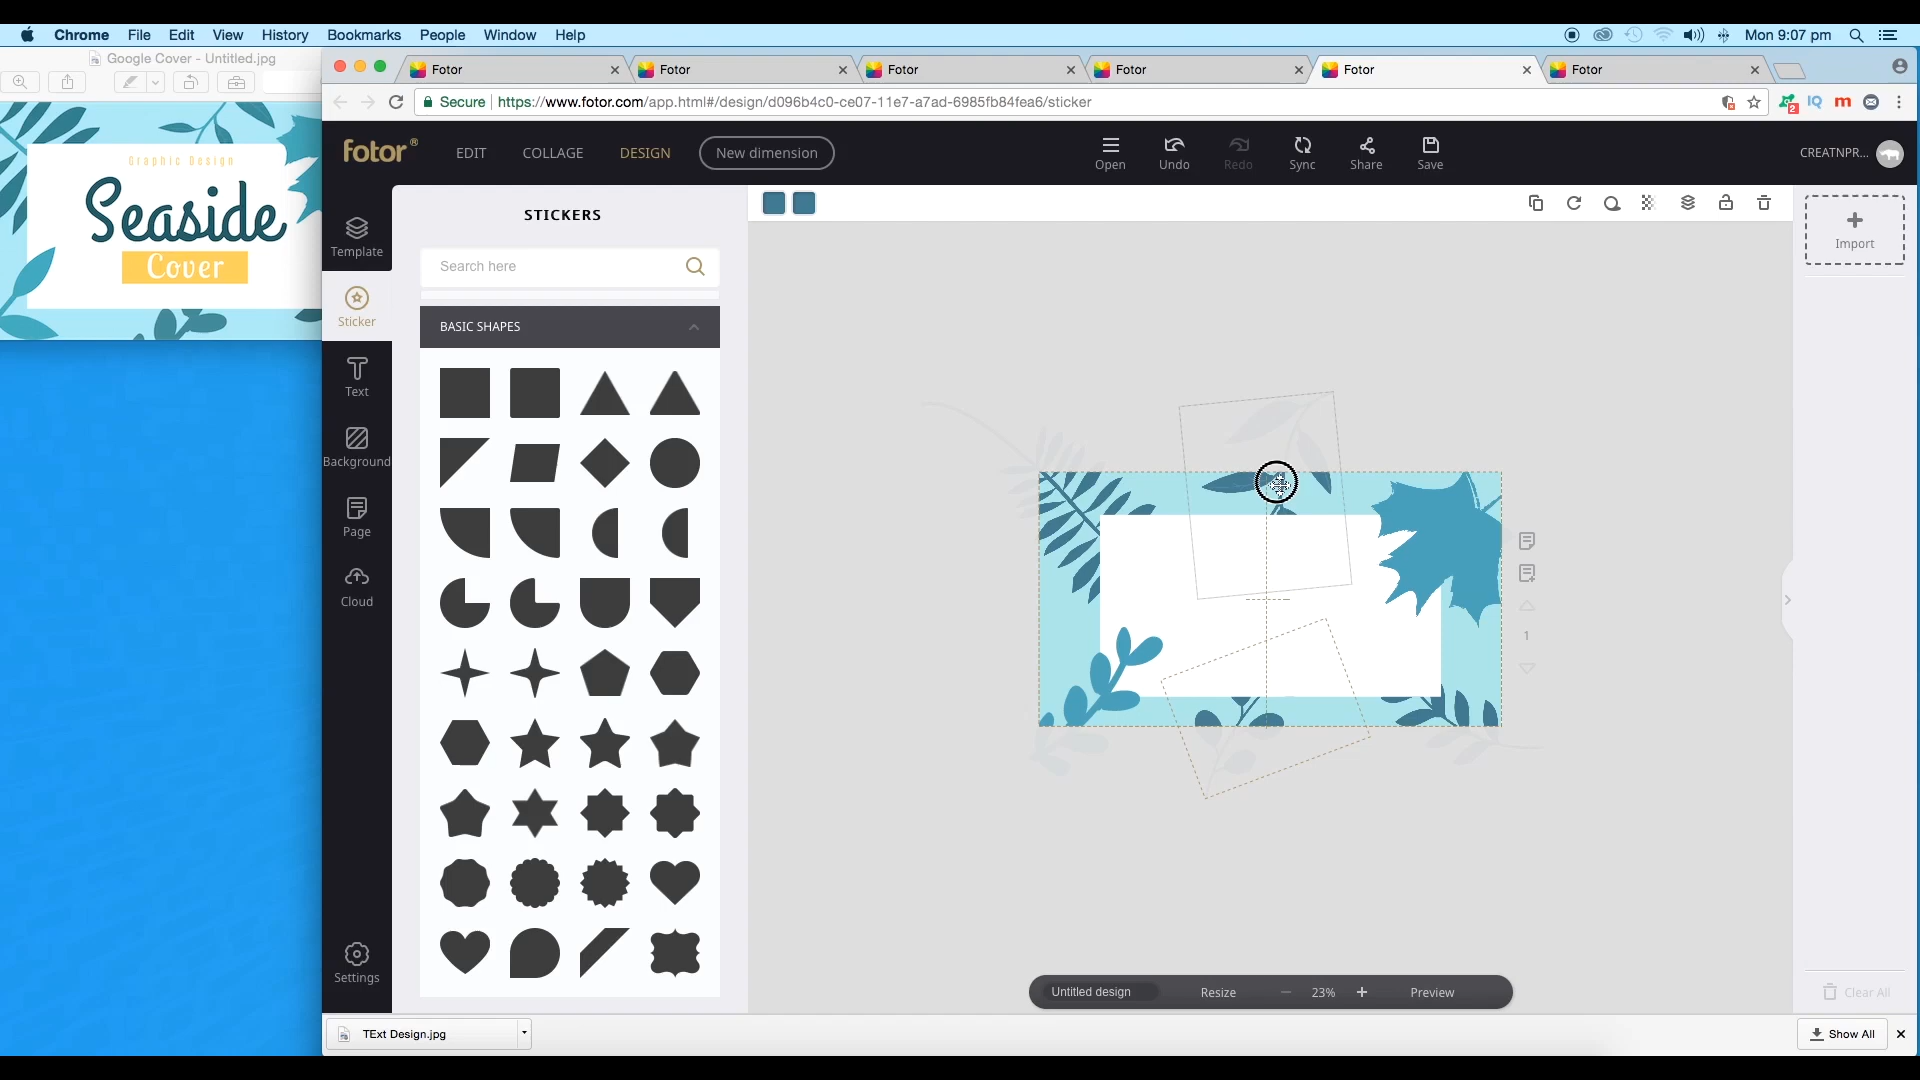 Chrome File Edit View History Bookmarks People Window Help
Mon 9:07 pm
Google Cover - Untitled.jpg
Graphic Design
Seaside
Cover
Fotor
Fotor
Fotor
Fotor
Fotor
Fotor
Secure https://www.fotor.com/app.html#/design/d096b4c0-ce07-11e7-a7ad-6985fb84fea6/sticker
2
IQ
m
fotor®
EDIT
COLLAGE
DESIGN
New dimension
Open
Undo
Redo
Sync
Share
Save
CREATNPR...
Template
Sticker
Text
Background
Page
Cloud
Settings
STICKERS
Search here
BASIC SHAPES
Import
1
Untitled design
Resize
23%
Preview
Clear All
TExt Design.jpg
Show All